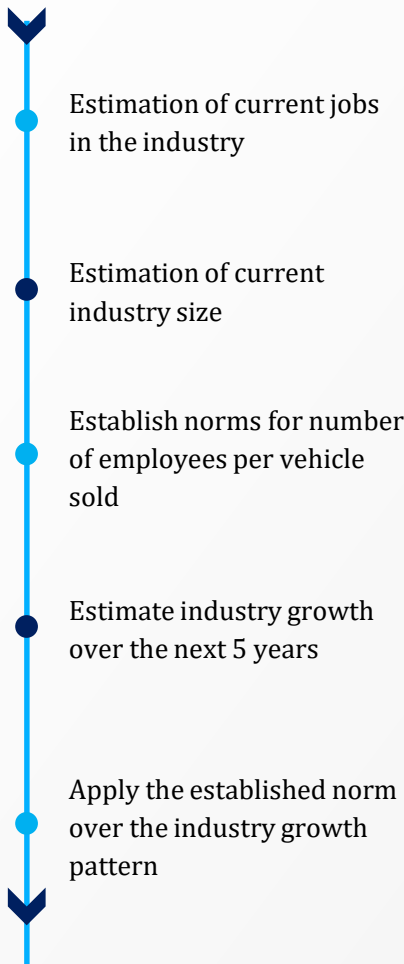 Estimation of current jobs
in the industry
Estimation of current
industry size
Establish norms for number
of employees per vehicle
sold
Estimate industry growth
over the next 5 years
Apply the established norm
over the industry growth
pattern